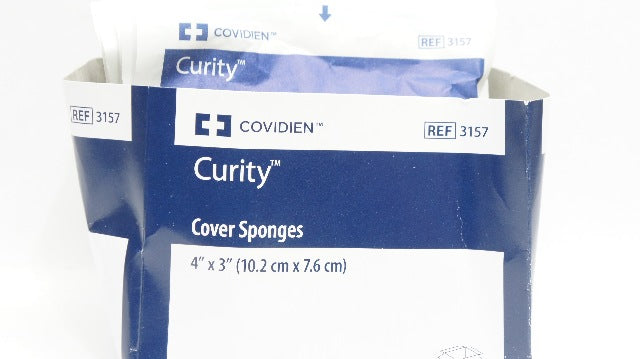 COVIDIEN™
REF 3157
Curity™
REF 3157
COVIDIEN™
REF 3157
Curity™
Cover Sponges
4” x 3” (10.2 cm x 7.6 cm)